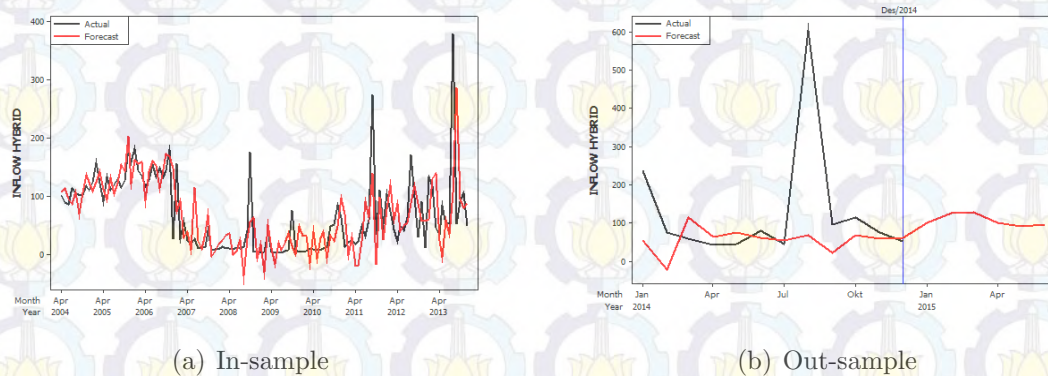 Des/2014
Actual
Forecast
Actual
Forecast
INFLOW HYBRID
400
300
200
100
0
INFLOW HYBRID
600
500
400
300
200
100
0
Month Apr Apr Apr Apr Apr Apr Apr Apr Apr Apr
Year 2004 2005 2006 2007 2008 2009 2010 2011 2012 2013
Month Jan Apr Jul Okt Jan Apr
Year 2014 2015
(a) In-sample
(b) Out-sample